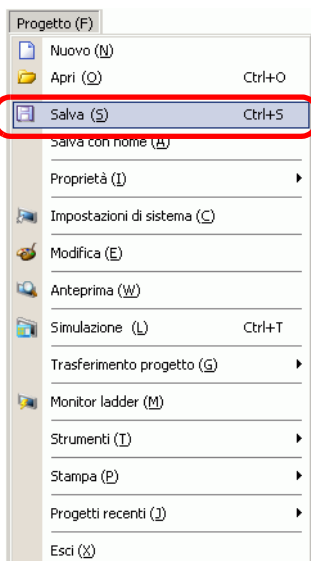 Progetto (F)
Nuovo (N)
Apri (O) Ctrl+O
Salva (S) Ctrl+S
Salva con nome (A)
Proprietà (I)
Impostazioni di sistema (C)
Modifica (E)
Anteprima (W)
Simulazione (L) Ctrl+T
Trasferimento progetto (G)
Monitor ladder (M)
Strumenti (T)
Stampa (P)
Progetti recenti (J)
Esci (X)